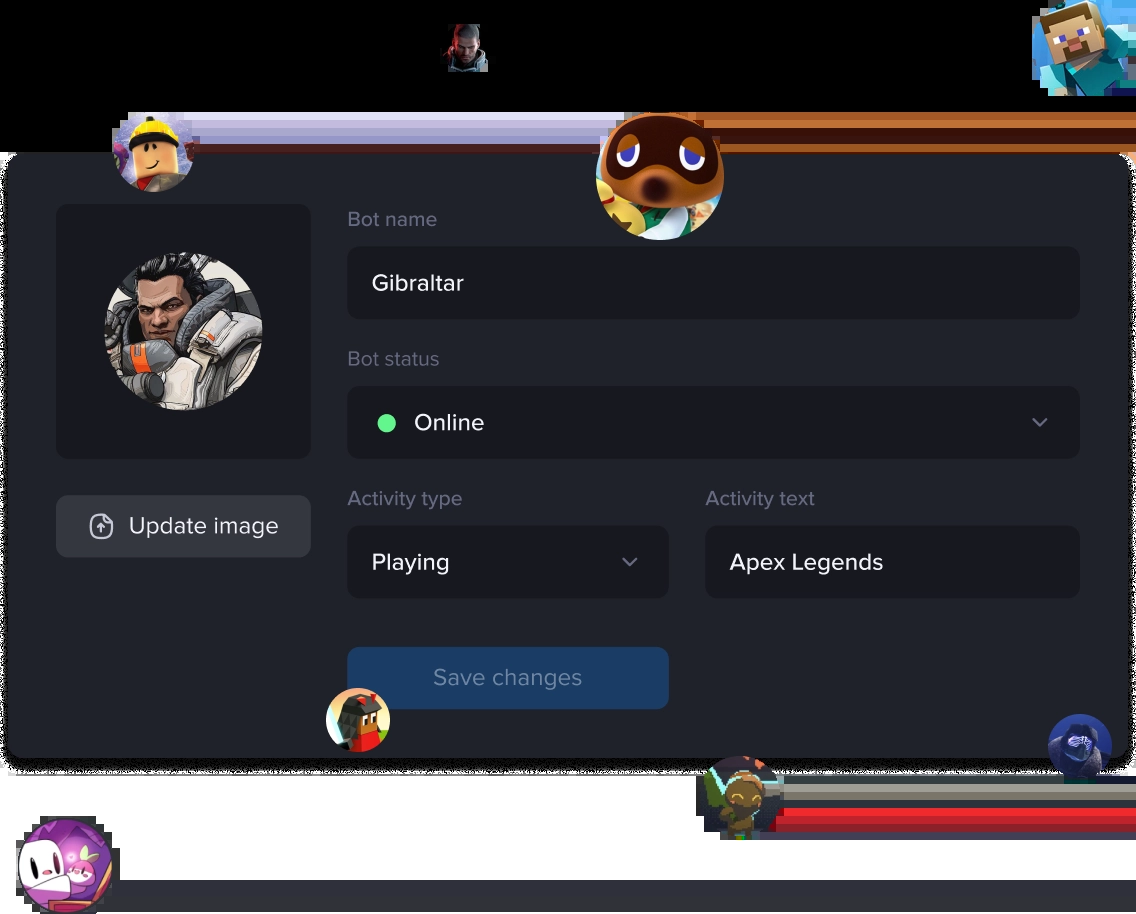 Bot name
Gibraltar
Bot status
Online
Update image
Activity type
Activity text
Playing
Apex Legends
Save changes